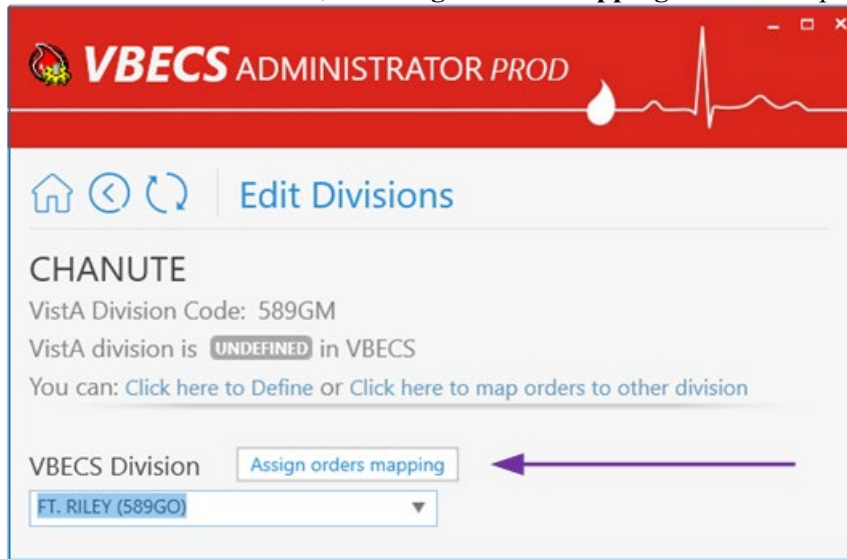 VBECS ADMINISTRATOR PROD
Edit Divisions
CHANUTE
VistA Division Code: 589GM
VistA division is UNDEFINED in VBECS
You can: Click here to Define or Click here to map orders to other division
VBECS Division Assign orders mapping
FT. RILEY (589GO)